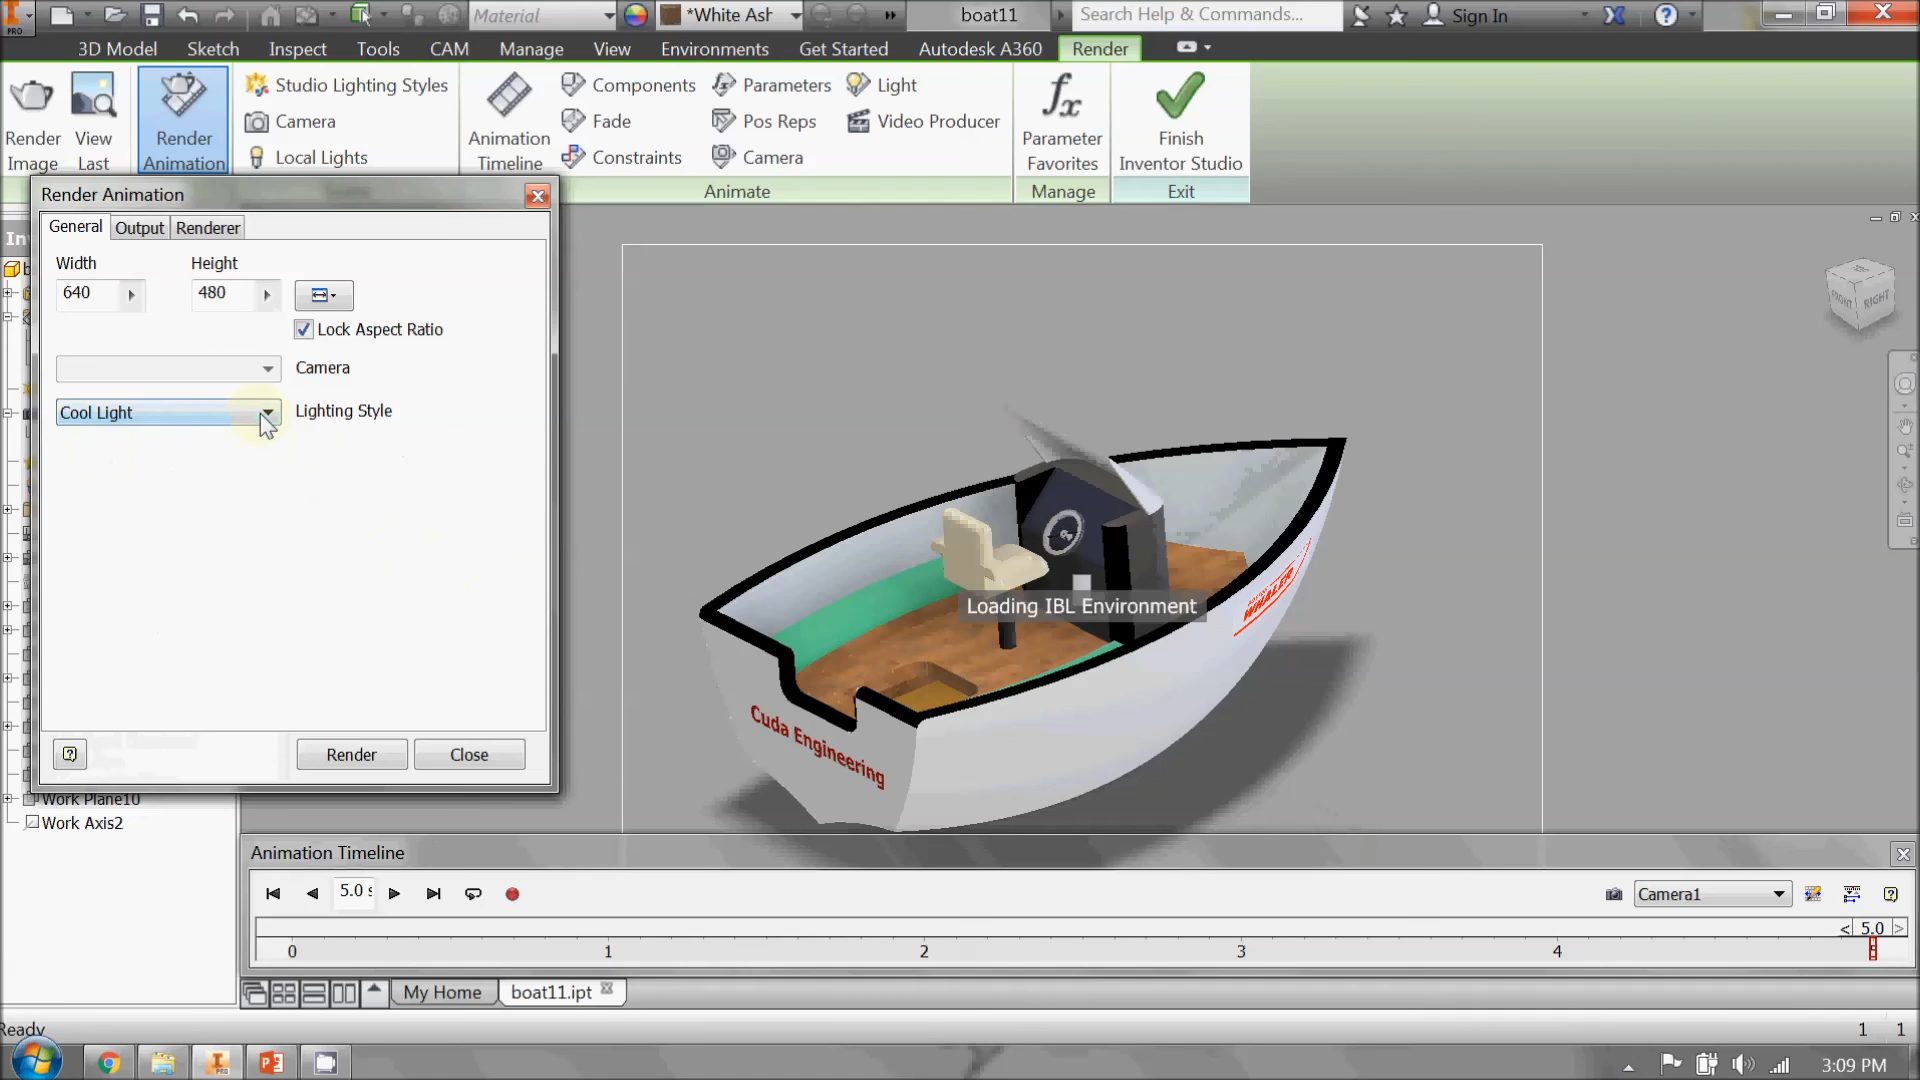 PRO
Material
*White Ash
boat11
Search Help & Commands...
Sign In
3D Model
Sketch
Inspect
Tools
CAM
Manage
View
Environments
Get Started
Autodesk A360
Render
Render Image
View Last
Render Animation
Studio Lighting Styles
Camera
Local Lights
Animation Timeline
Components
Fade
Constraints
Parameters
Pos Reps
Camera
Light
Video Producer
Parameter Favorites
Finish Inventor Studio
Animate
Manage
Exit
Render Animation
General
Output
Renderer
Width
Height
640
480
Lock Aspect Ratio
Camera
Cool Light
Lighting Style
Render
Close
Work Plane10
Work Axis2
FRONT
RIGHT
Loading IBL Environment
WHALER
Cuda Engineering
Animation Timeline
5.0 s
Camera1
< 5.0 >
0 1 2 3 4
My Home
boat11.ipt
Ready
1 1
3:09 PM